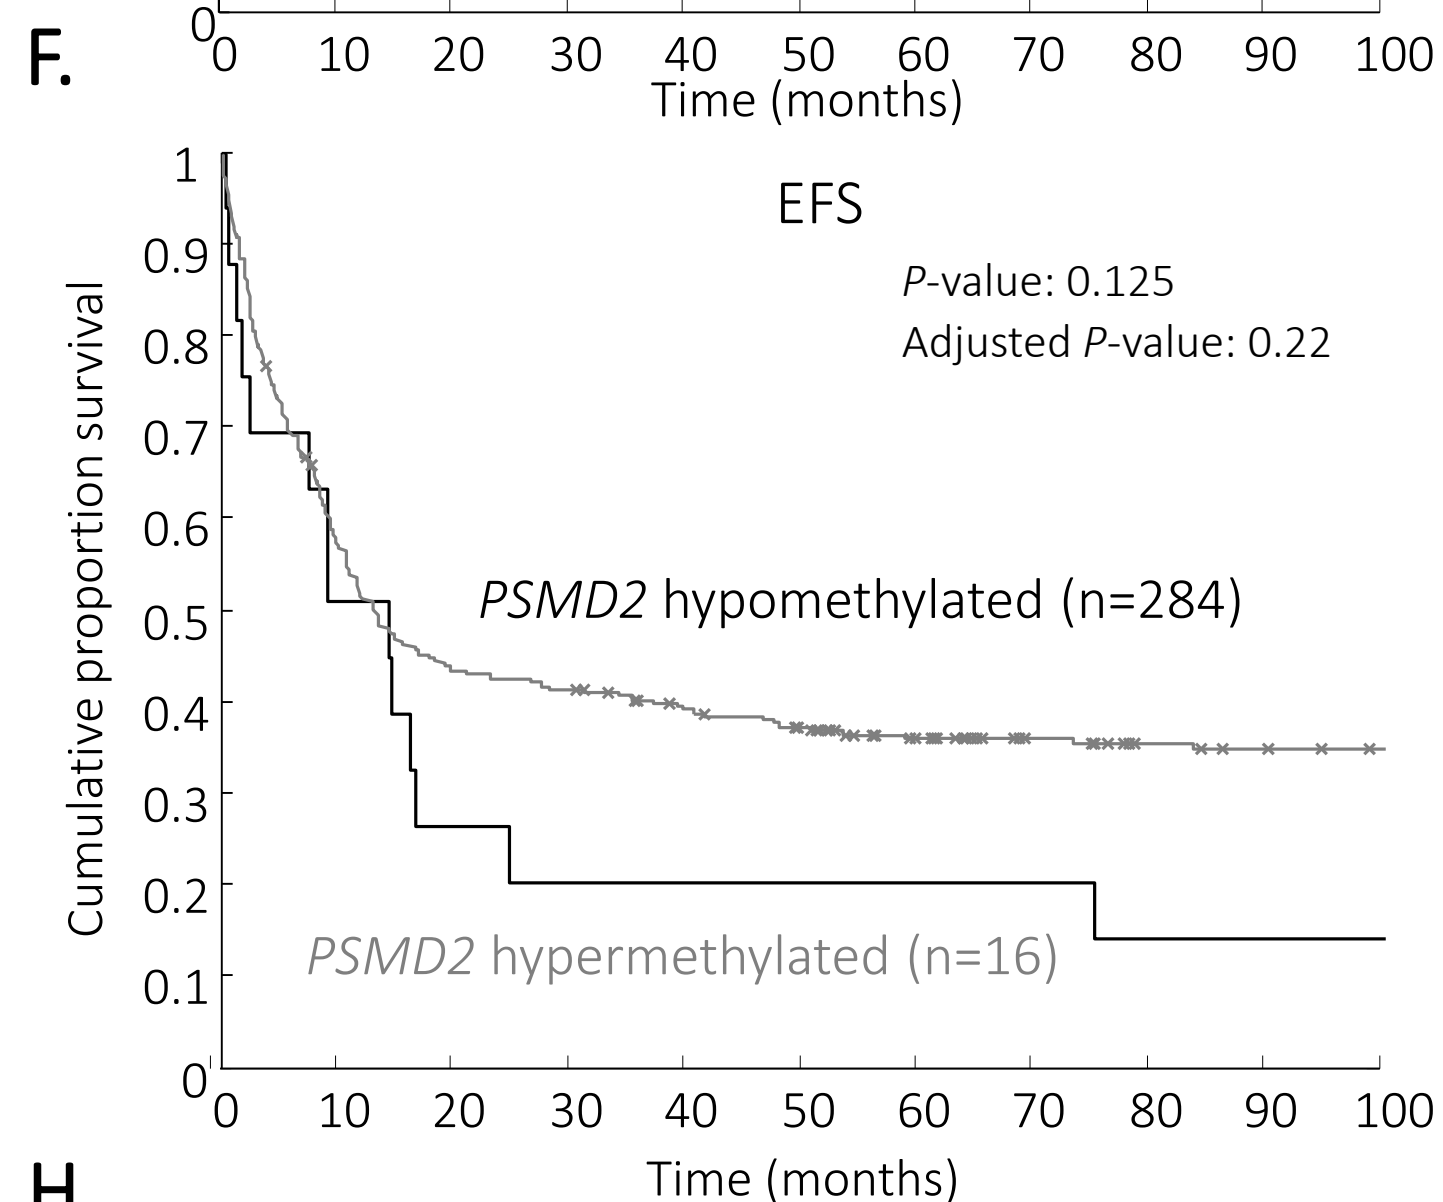 0
0 10 20 30 40 50 60 70 80 90 100
F.
Time (months)
EFS
P-value: 0.125
Adjusted P-value: 0.22
Cumulative proportion survival
1
0.9
0.8
0.7
0.6
0.5
0.4
0.3
0.2
0.1
0
PSMD2 hypomethylated (n=284)
PSMD2 hypermethylated (n=16)
0 10 20 30 40 50 60 70 80 90 100
Time (months)
H